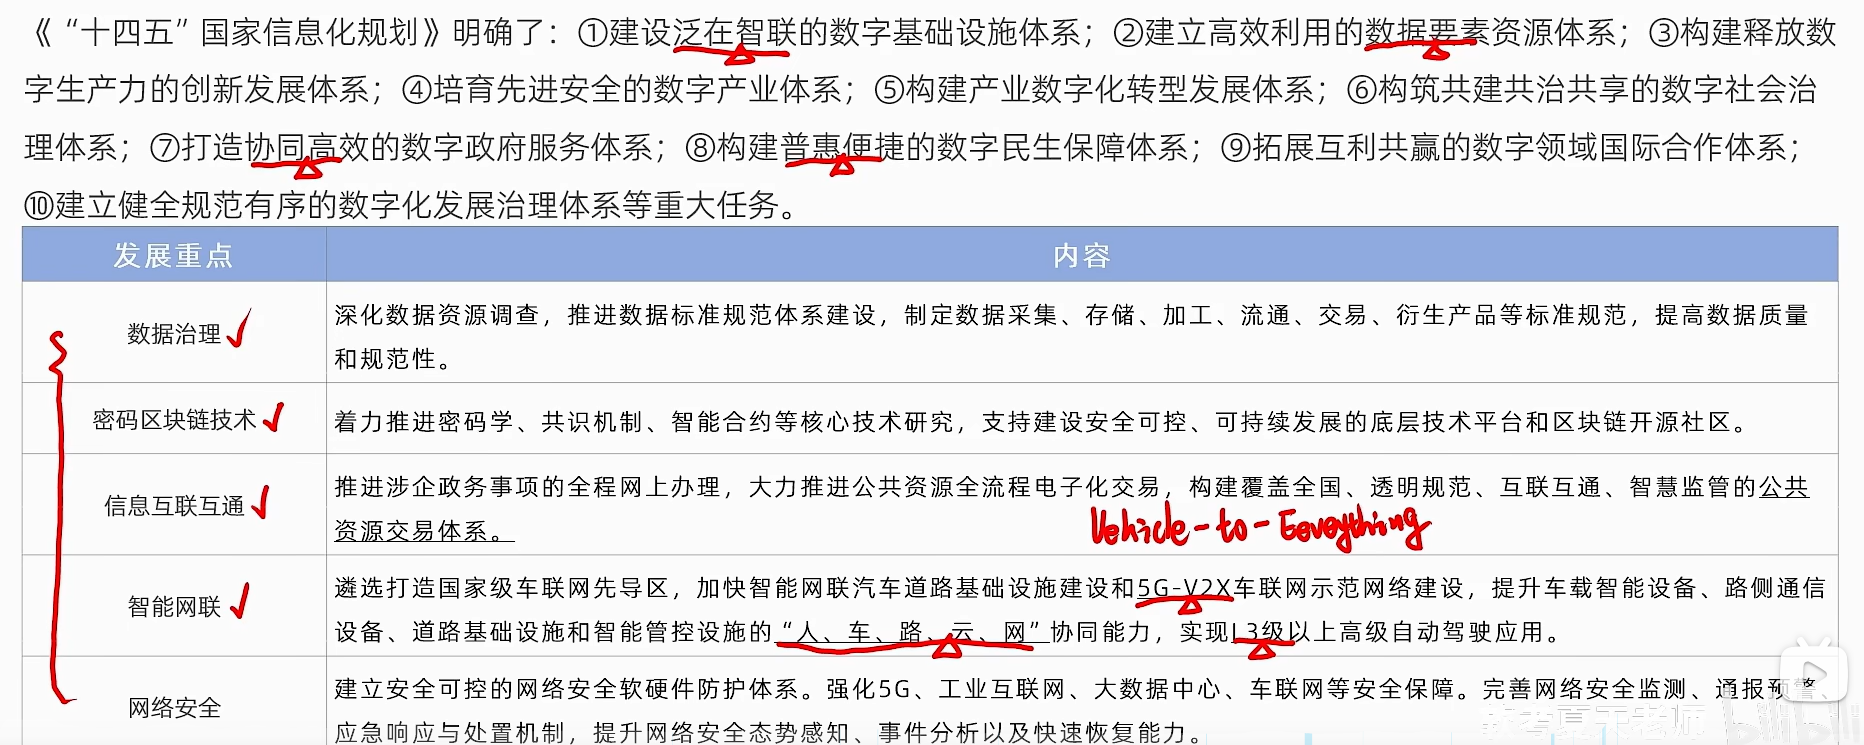 《“十四五”国家信息化规划》明确了：①建设泛在智联的数字基础设施体系；②建立高效利用的数据要素资源体系；③构建释放数
字生产力的创新发展体系；④培育先进安全的数字产业体系；⑤构建产业数字化转型发展体系；⑥构筑共建共治共享的数字社会治
理体系；⑦打造协同高效的数字政府服务体系；⑧构建普惠便捷的数字民生保障体系；⑨拓展互利共赢的数字领域国际合作体系；
⑩建立健全规范有序的数字化发展治理体系等重大任务。
发展重点 内容
数据治理
深化数据资源调查，推进数据标准规范体系建设，制定数据采集、存储、加工、流通、交易、衍生产品等标准规范，提高数据质量
和规范性。
密码区块链技术
着力推进密码学、共识机制、智能合约等核心技术研究，支持建设安全可控、可持续发展的底层技术平台和区块链开源社区。
信息互联互通
推进涉企政务事项的全程网上办理，大力推进公共资源全流程电子化交易，构建覆盖全国、透明规范、互联互通、智慧监管的公共
资源交易体系。
Vehicle-to-Eeverything
智能网联
遴选打造国家级车联网先导区，加快智能网联汽车道路基础设施建设和5G-V2X车联网示范网络建设，提升车载智能设备、路侧通信
设备、道路基础设施和智能管控设施的“人、车、路、云、网”协同能力，实现L3级以上高级自动驾驶应用。
网络安全
建立安全可控的网络安全软硬件防护体系。强化5G、工业互联网、大数据中心、车联网等安全保障。完善网络安全监测、通报预警、
应急响应与处置机制，提升网络安全态势感知、事件分析以及快速恢复能力。